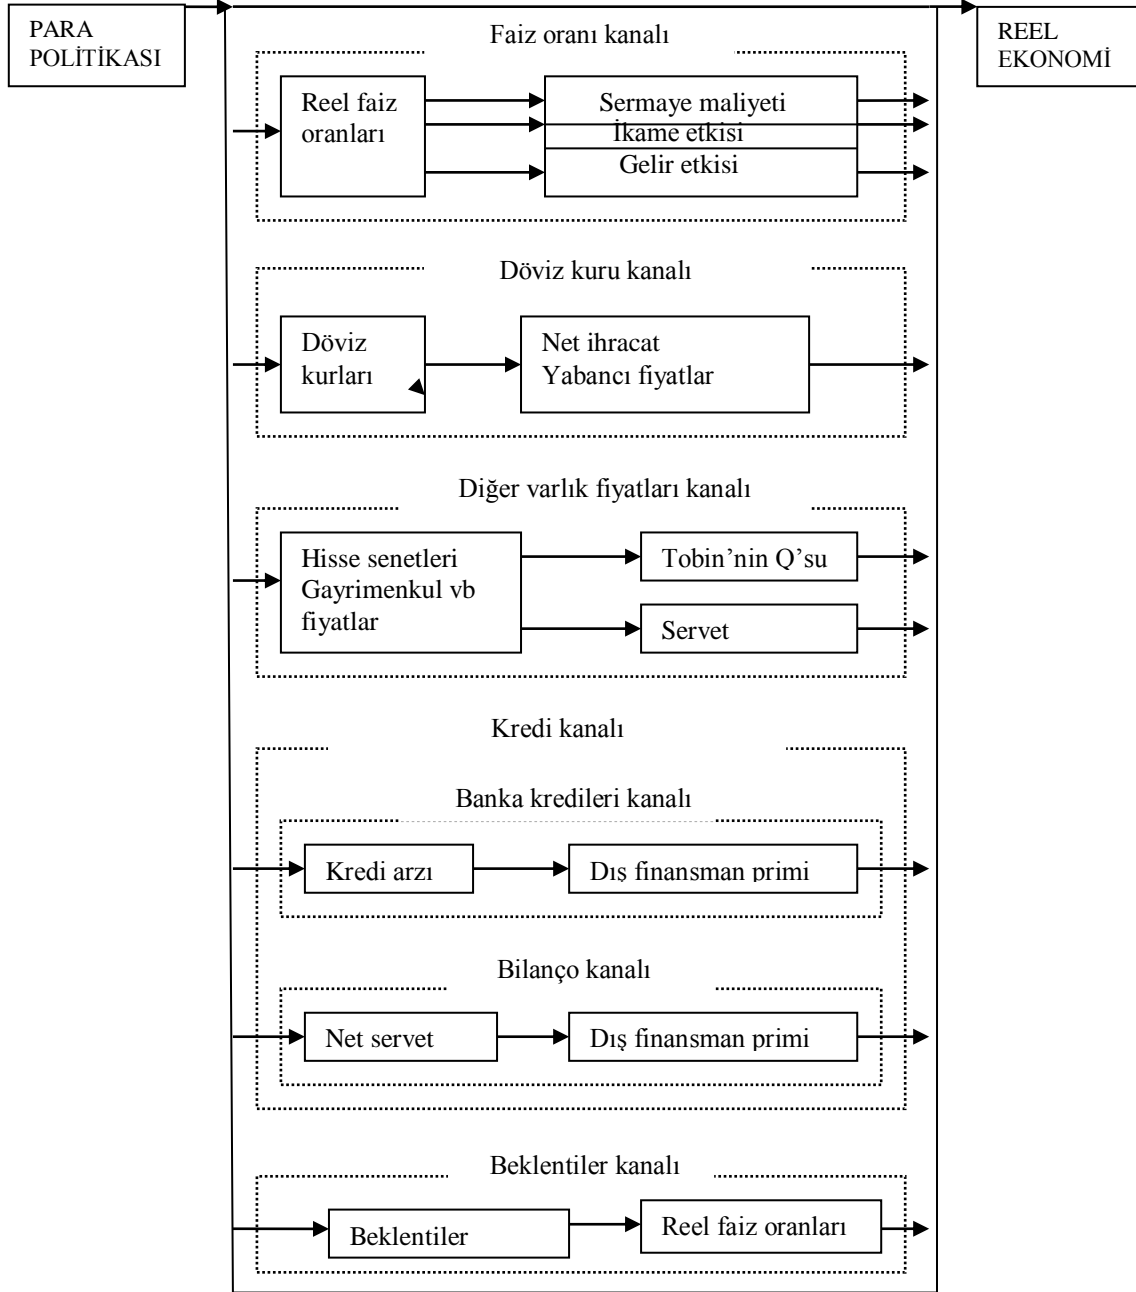 PARA
POLİTİKASI
REEL
EKONOMİ
Faiz oranı kanalı
Reel faiz
oranları
Sermaye maliyeti
İkame etkisi
Gelir etkisi
Döviz kuru kanalı
Döviz
kurları
Net ihracat
Yabancı fiyatlar
Diğer varlık fiyatları kanalı
Hisse senetleri
Gayrimenkul vb
fiyatlar
Tobin’nin Q’su
Servet
Kredi kanalı
Banka kredileri kanalı
Kredi arzı
Dış finansman primi
Bilanço kanalı
Net servet
Dış finansman primi
Beklentiler kanalı
Beklentiler
Reel faiz oranları